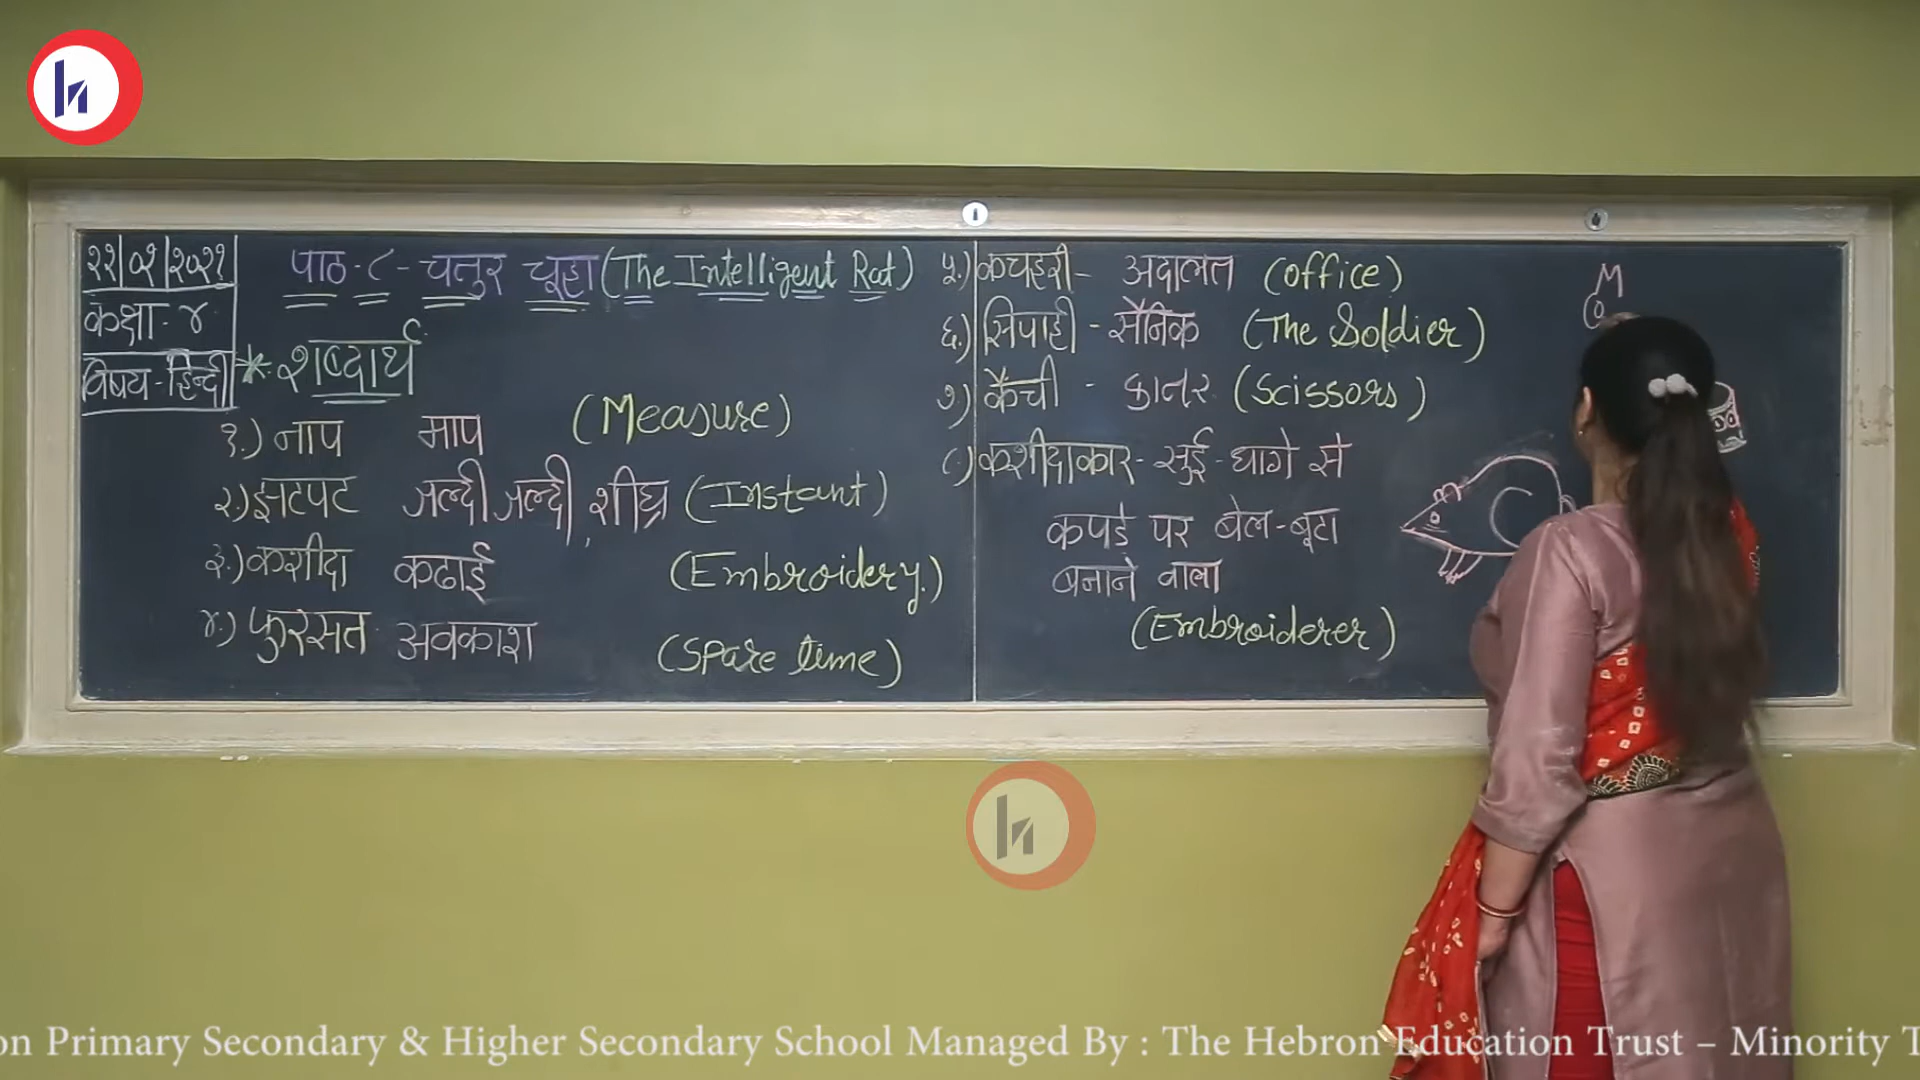 २२|०१|२०२१
कक्षा - ४
विषय - हिन्दी
पाठ - ८ - चतुर चूहा (The Intelligent Rat)
* शब्दार्थ
१.) नाप माप (Measure)
२.) झटपट जल्दी जल्दी, शीघ्र (Instant)
३.) कशीदा कढाई (Embroidery.)
४.) फुरसत अवकाश (Spare time)
५.) कचहरी - अदालत (office)
६.) सिपाही - सैनिक (The Soldier)
७.) कैंची - (Scissors)
८.) कशीदाकार - सुई - धागे से
कपड़े पर बेल - बूटा
बनाने वाला
(Embroiderer)
on Primary Secondary & Higher Secondary School Managed By : The Hebron Education Trust – Minority T